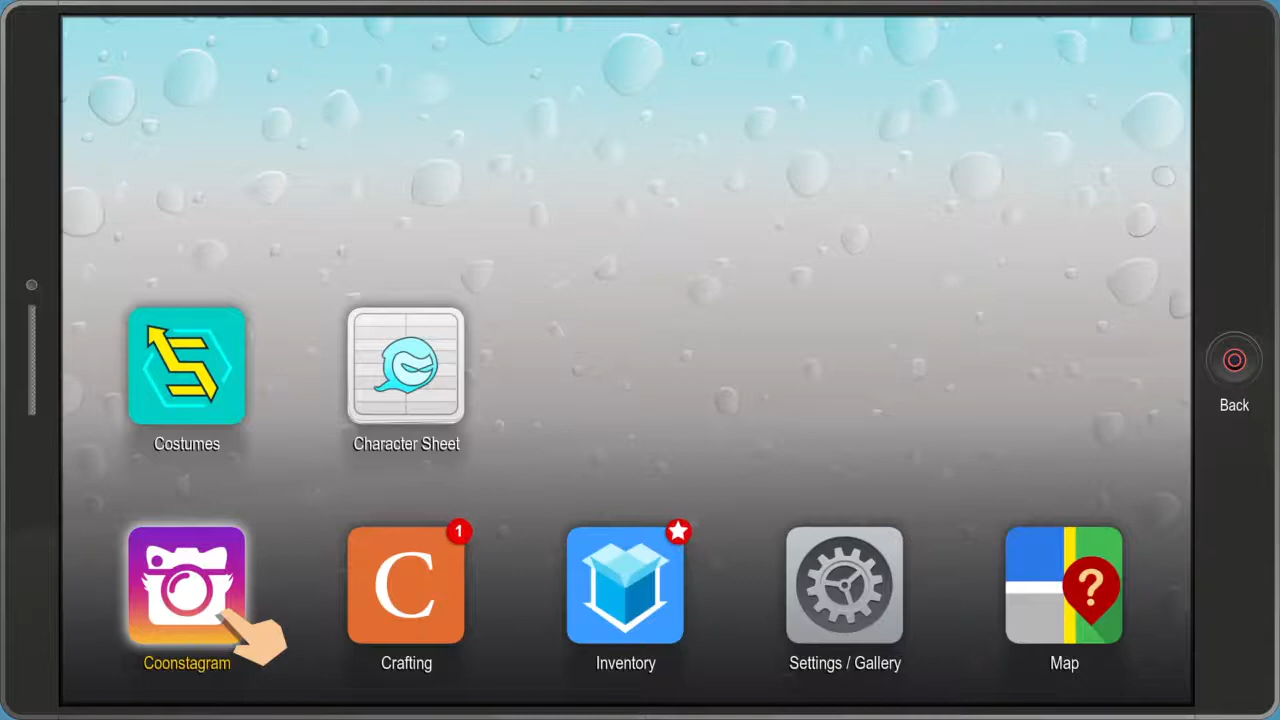 Back
Costumes
Character Sheet
C
1
Coonstagram
Crafting
Inventory
Settings / Gallery
?
Map